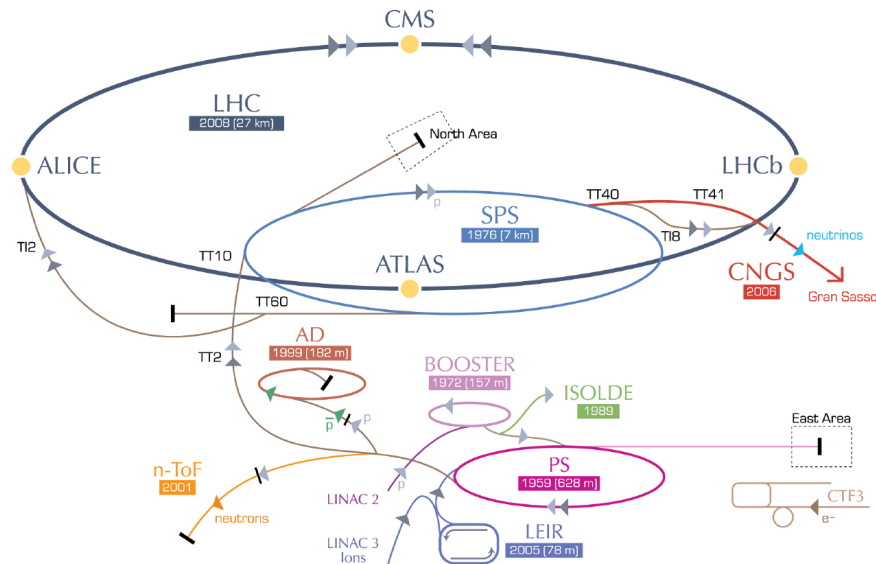 CMS
LHC
2008 (27 km)
North Area
ALICE
LHCb
TT40
TT41
p
SPS
1976 (7 km)
TI8
neutrinos
TI2
TT10
ATLAS
CNGS
2006
Gran Sasso
TT60
AD
1999 (182 m)
TT2
BOOSTER
1972 (157 m)
ISOLDE
1989
p
p̅
East Area
n-ToF
2001
PS
1959 (628 m)
p
LINAC 2
neutrons
CTF3
e-
LINAC 3
Ions
LEIR
2005 (78 m)